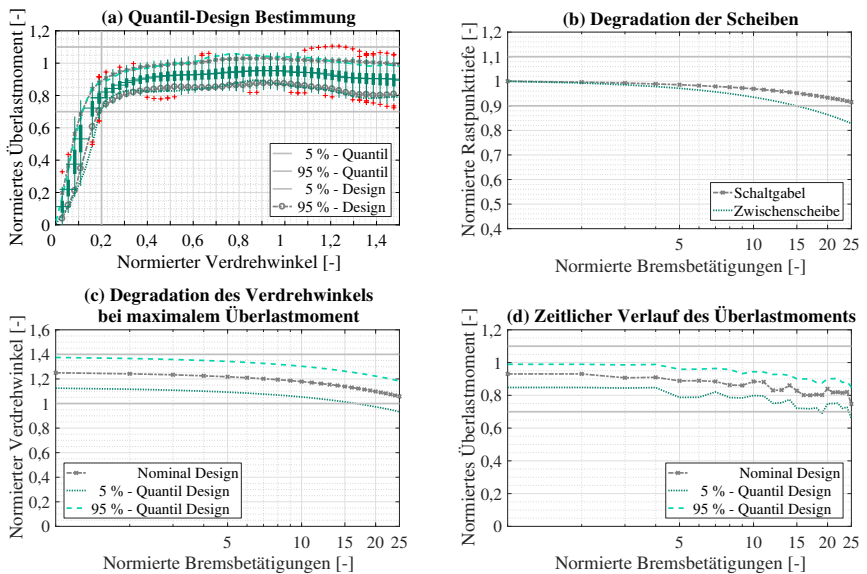 (a) Quantil-Design Bestimmung
Normiertes Überlastmoment [-]
1,2
1
0,8
0,6
0,4
0,2
0
0 0,2 0,4 0,6 0,8 1 1,2 1,4
Normierter Verdrehwinkel [-]
5 % - Quantil
95 % - Quantil
5 % - Design
95 % - Design
(b) Degradation der Scheiben
Normierte Rastpunkttiefe [-]
1,2
1,1
1,0
0,9
0,8
0,7
0,6
0,5
0,4
5 10 15 20 25
Normierte Bremsbetätigungen [-]
Schaltgabel
Zwischenscheibe
(c) Degradation des Verdrehwinkels
bei maximalem Überlastmoment
Normierter Verdrehwinkel [-]
1,6
1,4
1,2
1
0,8
0,6
0,4
0,2
0
5 10 15 20 25
Normierte Bremsbetätigungen [-]
Nominal Design
5 % - Quantil Design
95 % - Quantil Design
(d) Zeitlicher Verlauf des Überlastmoments
Normiertes Überlastmoment [-]
1,2
1
0,8
0,6
0,4
0,2
0
5 10 15 20 25
Normierte Bremsbetätigungen [-]
Nominal Design
5 % - Quantil Design
95 % - Quantil Design